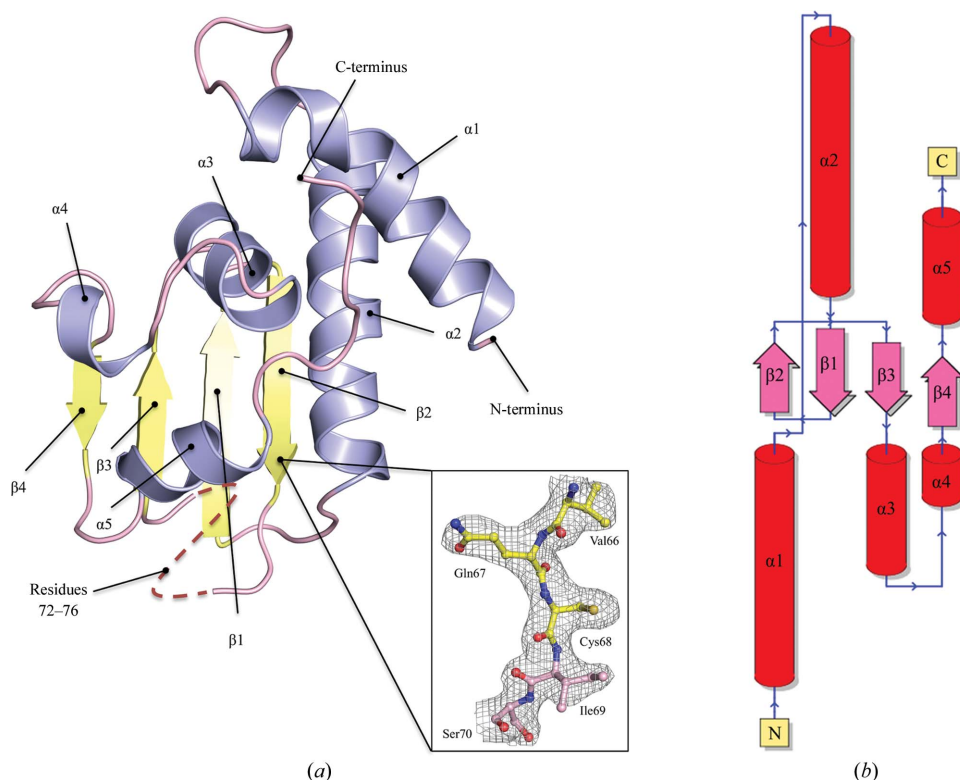 C-terminus
α1
α3
α4
α2
N-terminus
β2
β3
β4
α5
Residues
72–76
β1
Val66
Gln67
Cys68
Ile69
Ser70
(a)
α2
C
α5
β2
β1
β3
β4
α4
α3
α1
N
(b)